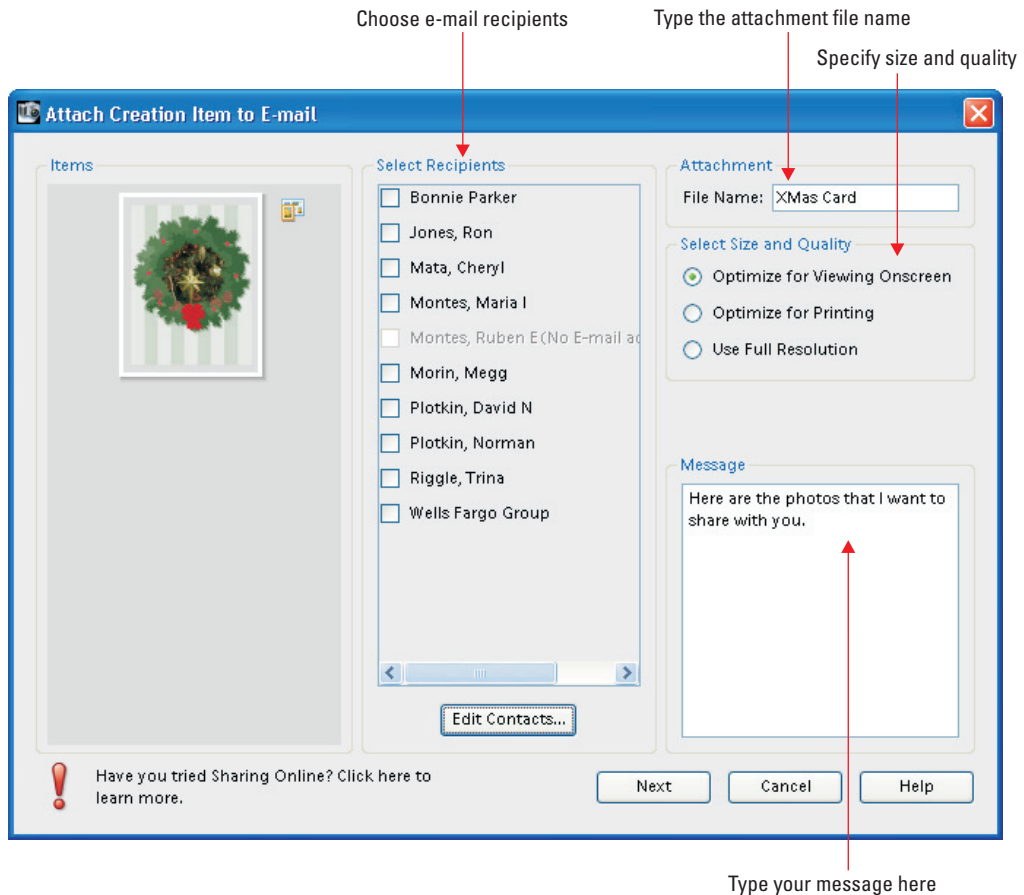 Choose e-mail recipients
Type the attachment file name
Specify size and quality
Attach Creation Item to E-mail
Items
Select Recipients
Bonnie Parker
Jones, Ron
Mata, Cheryl
Montes, Maria I
Montes, Ruben E(No E-mail ad
Morin, Megg
Plotkin, David N
Plotkin, Norman
Riggle, Trina
Wells Fargo Group
Edit Contacts...
Attachment
File Name: XMas Card
Select Size and Quality
Optimize for Viewing Onscreen
Optimize for Printing
Use Full Resolution
Message
Here are the photos that I want to
share with you.
Have you tried Sharing Online? Click here to
learn more.
Next
Cancel
Help
Type your message here